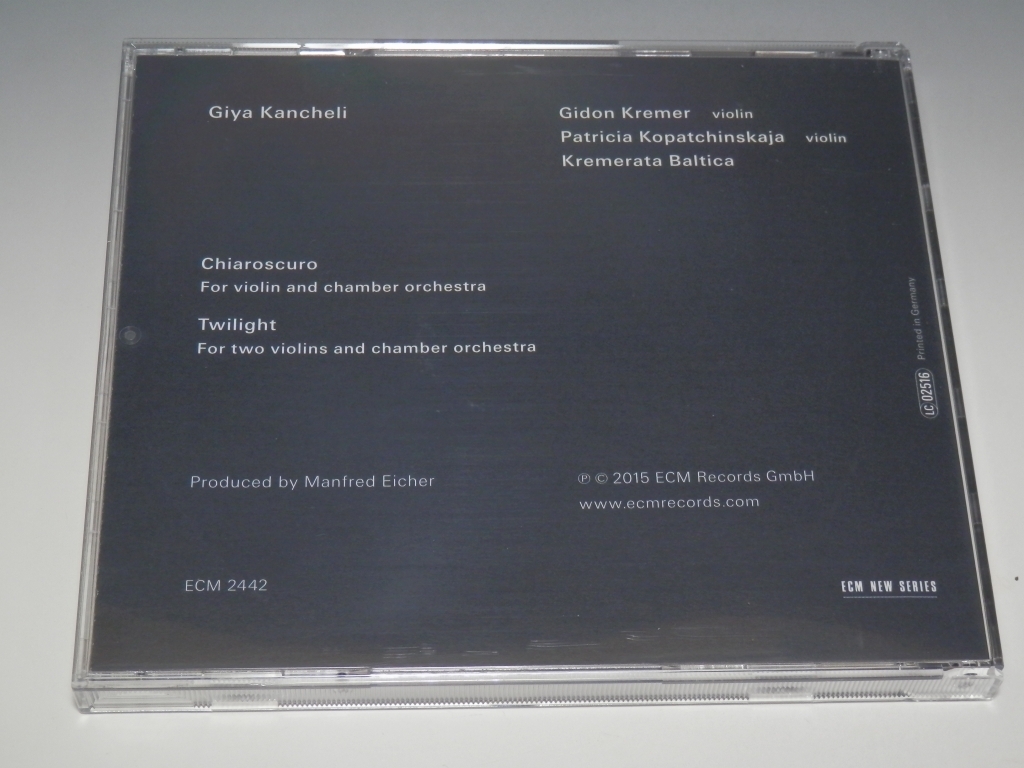 Giya Kancheli
Gidon Kremer violin
Patricia Kopatchinskaja violin
Kremerata Baltica
Chiaroscuro
For violin and chamber orchestra
Twilight
For two violins and chamber orchestra
Printed in Germany
LC 02516
Produced by Manfred Eicher
℗ © 2015 ECM Records GmbH
www.ecmrecords.com
ECM 2442
ECM NEW SERIES